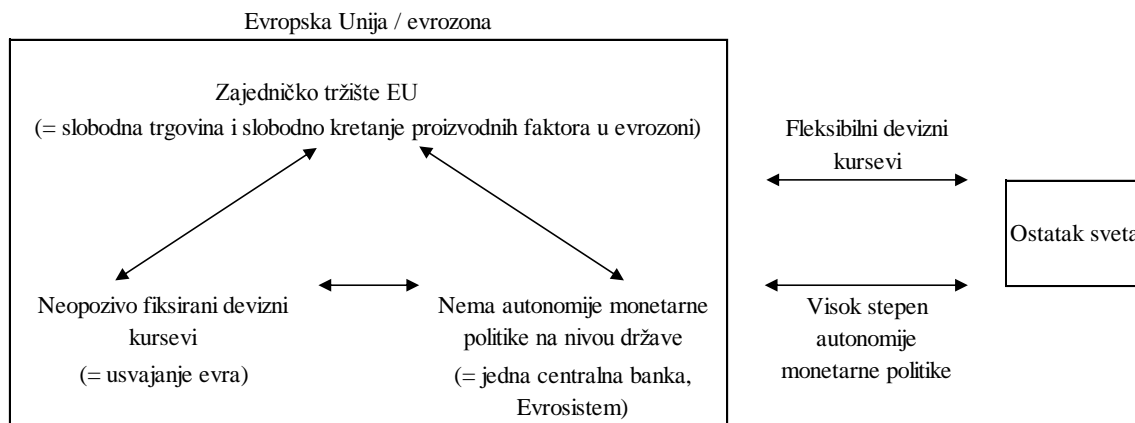 Evropska Unija / evrozona
Zajedničko tržište EU
(= slobodna trgovina i slobodno kretanje proizvodnih faktora u evrozoni)
Neopozivo fiksirani devizni
kursevi
(= usvajanje evra)
Nema autonomije monetarne
politike na nivou države
(= jedna centralna banka,
Evrosistem)
Fleksibilni devizni
kursevi
Visok stepen
autonomije
monetarne politike
Ostatak sveta